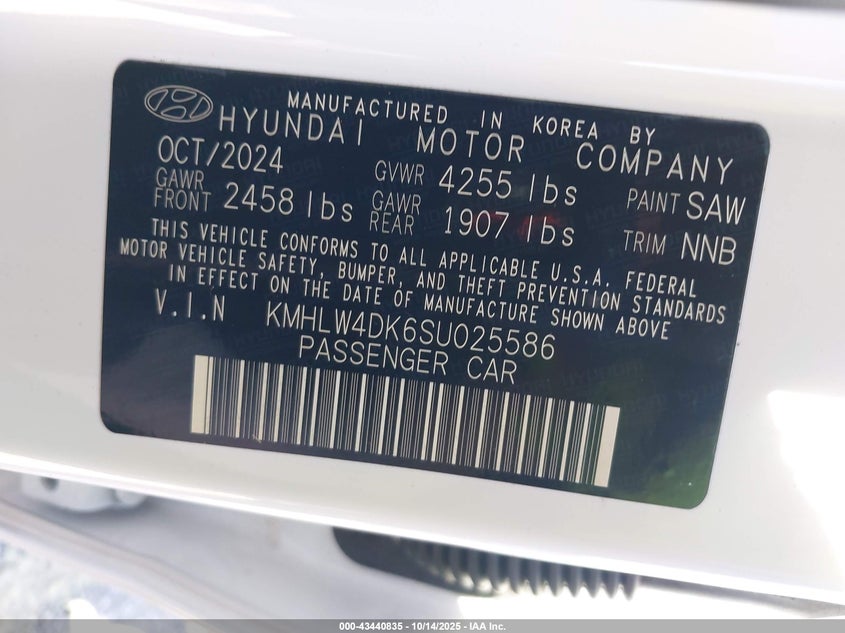 MANUFACTURED IN KOREA BY
HYUNDAI MOTOR COMPANY
OCT/2024 GVWR 4255 lbs PAINT SAW
GAWR FRONT 2458 lbs GAWR REAR 1907 lbs TRIM NNB
THIS VEHICLE CONFORMS TO ALL APPLICABLE U.S.A. FEDERAL
MOTOR VEHICLE SAFETY, BUMPER, AND THEFT PREVENTION STANDARDS
IN EFFECT ON THE DATE OF MANUFACTURE SHOWN ABOVE
V.I.N KMHLW4DK6SU025586
PASSENGER CAR
000-43440835 - 10/14/2025 - IAA Inc.